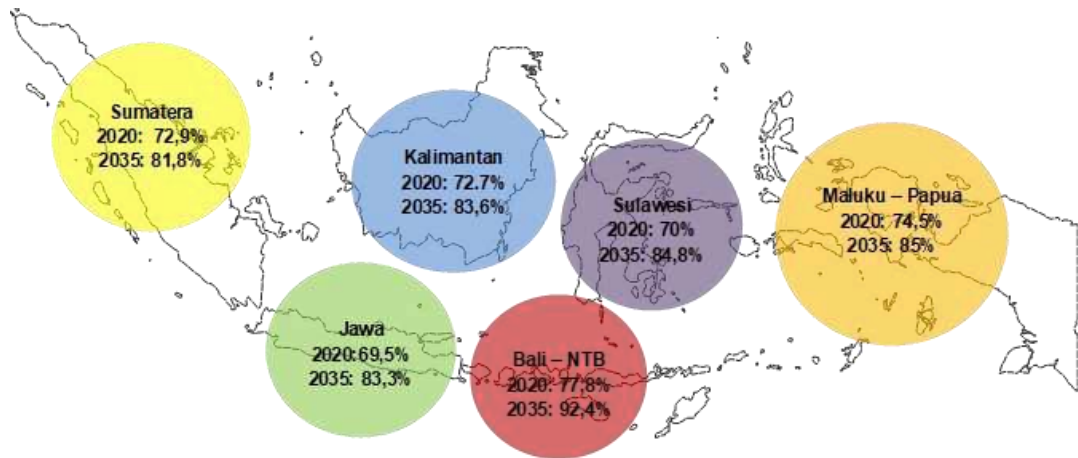 Sumatera
2020: 72,9%
2035: 81,8%
Kalimantan
2020: 72.7%
2035: 83,6%
Sulawesi
2020: 70%
2035: 84,8%
Maluku – Papua
2020: 74,5%
2035: 85%
Jawa
2020:69,5%
2035: 83,3%
Bali – NTB
2020: 77,8%
2035: 92,4%